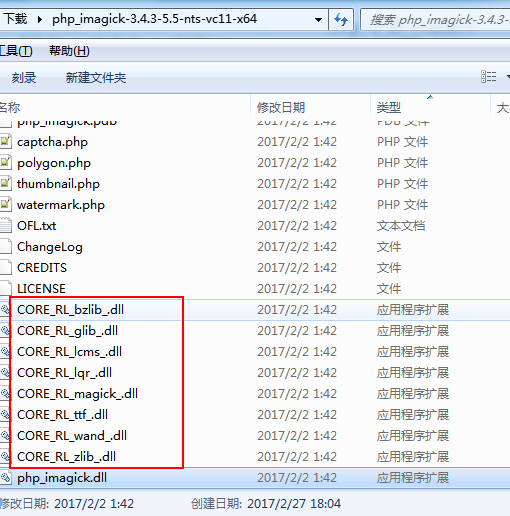 下载 ▸ php_imagick-3.4.3-5.5-nts-vc11-x64
搜索 php_imagick-3.4.3-
工具(T) 帮助(H)
刻录 新建文件夹
名称 修改日期 类型
php_imagick.pdb 2017/2/2 1:42 PDB 文件
captcha.php 2017/2/2 1:42 PHP 文件
polygon.php 2017/2/2 1:42 PHP 文件
thumbnail.php 2017/2/2 1:42 PHP 文件
watermark.php 2017/2/2 1:42 PHP 文件
OFL.txt 2017/2/2 1:42 文本文档
ChangeLog 2017/2/2 1:42 文件
CREDITS 2017/2/2 1:42 文件
LICENSE 2017/2/2 1:42 文件
CORE_RL_bzlib_.dll 2017/2/2 1:42 应用程序扩展
CORE_RL_glib_.dll 2017/2/2 1:42 应用程序扩展
CORE_RL_lcms_.dll 2017/2/2 1:42 应用程序扩展
CORE_RL_lqr_.dll 2017/2/2 1:42 应用程序扩展
CORE_RL_magick_.dll 2017/2/2 1:42 应用程序扩展
CORE_RL_ttf_.dll 2017/2/2 1:42 应用程序扩展
CORE_RL_wand_.dll 2017/2/2 1:42 应用程序扩展
CORE_RL_zlib_.dll 2017/2/2 1:42 应用程序扩展
php_imagick.dll 2017/2/2 1:42 应用程序扩展
修改日期: 2017/2/2 1:42 创建日期: 2017/2/27 18:04